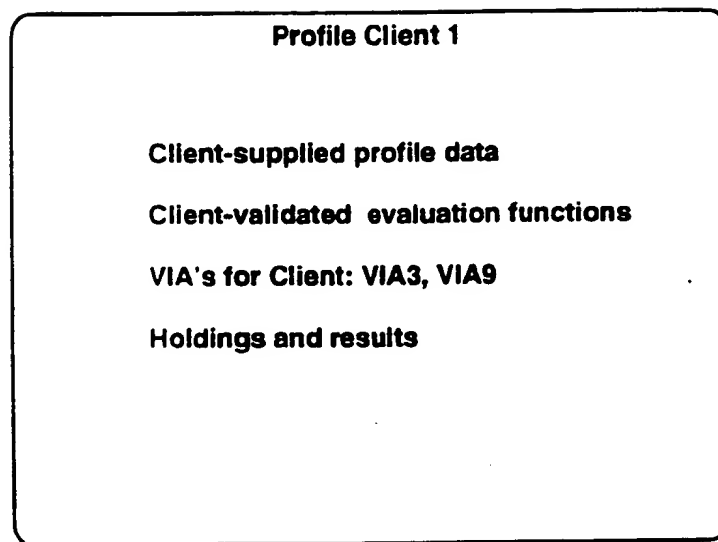 Profile Client 1
Client-supplied profile data
Client-validated evaluation functions
VIA's for Client: VIA3, VIA9
Holdings and results